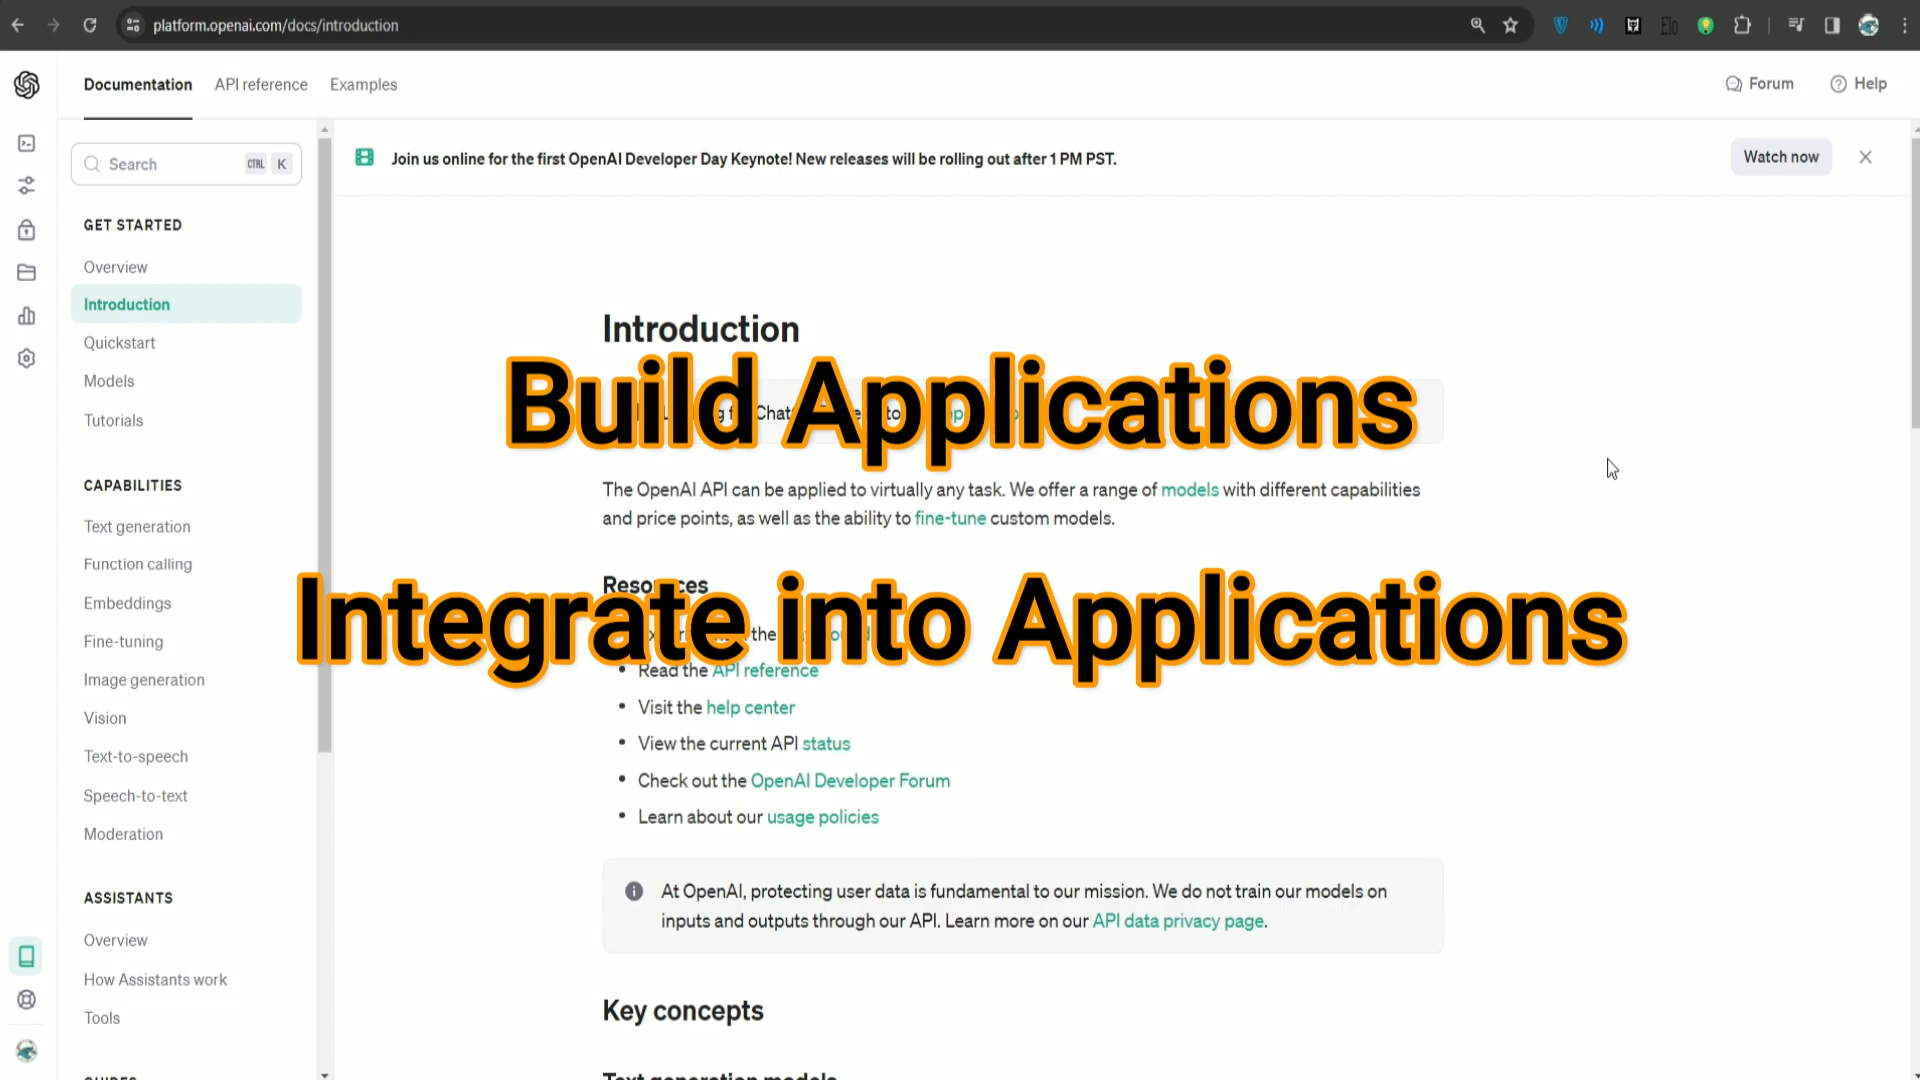 platform.openai.com/docs/introduction
Documentation API reference Examples
Forum Help
Search CTRL K
Join us online for the first OpenAI Developer Day Keynote! New releases will be rolling out after 1 PM PST.
Watch now
GET STARTED
Overview
Introduction
Quickstart
Models
Tutorials
CAPABILITIES
Text generation
Function calling
Embeddings
Fine-tuning
Image generation
Vision
Text-to-speech
Speech-to-text
Moderation
ASSISTANTS
Overview
How Assistants work
Tools
Introduction
Build Applications
The OpenAI API can be applied to virtually any task. We offer a range of models with different capabilities
and price points, as well as the ability to fine-tune custom models.
Resources
Integrate into Applications
Read the API reference
Visit the help center
View the current API status
Check out the OpenAI Developer Forum
Learn about our usage policies
At OpenAI, protecting user data is fundamental to our mission. We do not train our models on
inputs and outputs through our API. Learn more on our API data privacy page.
Key concepts
Text generation models